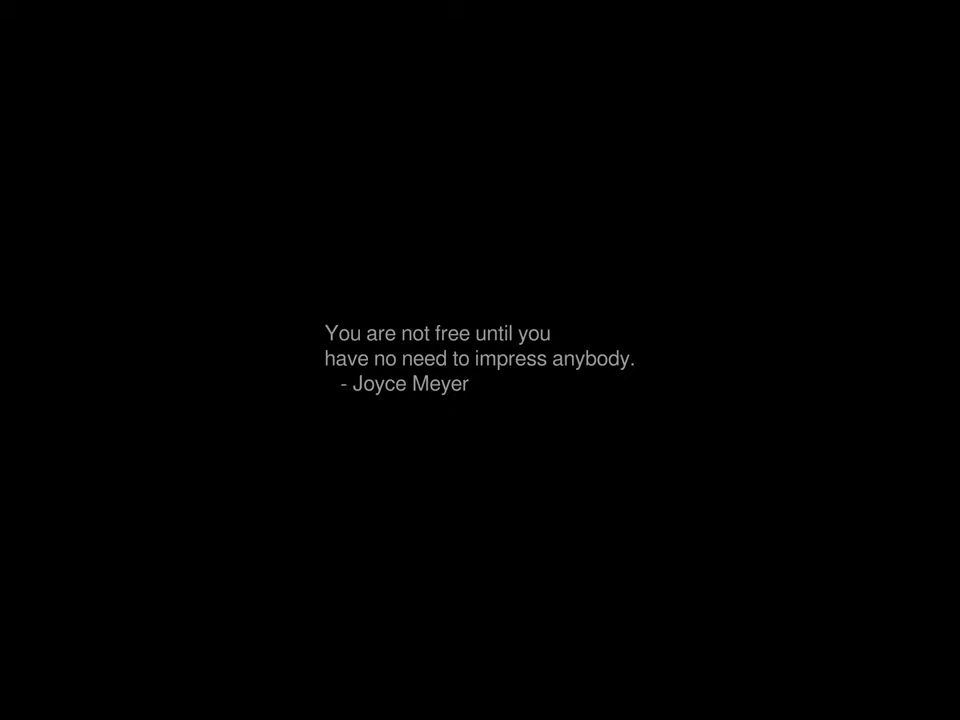 You are not free until you
have no need to impress anybody.
- Joyce Meyer